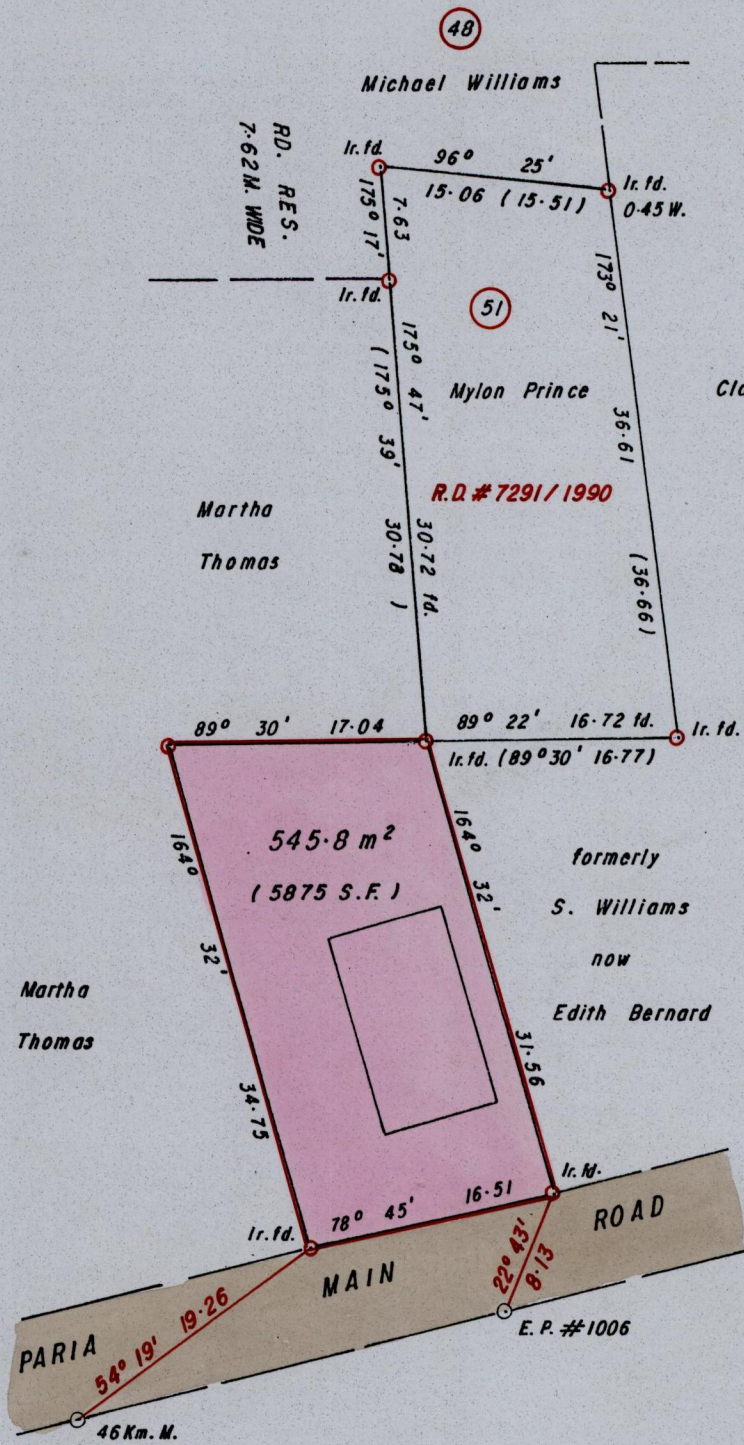 48
Michael Williams
RD. RES.
7·62 M. WIDE
Ir. fd.
96° 25'
15·06 (15·51)
Ir. fd.
0·45 W.
7·63
175° 17'
Ir. fd.
51
173° 21' 36·61 (36·66)
175° 47' 30·72 fd.
(175° 39' 30·78)
Mylon Prince
R.D. # 7291/1990
Martha
Thomas
89° 30' 17·04
89° 22' 16·72 fd.
Ir. fd. (89° 30' 16·77)
Ir. fd.
545·8 m²
(5875 S.F.)
164° 32' 34·75
164° 32' 31·56
formerly
S. Williams
now
Edith Bernard
Martha
Thomas
Ir. fd.
78° 45' 16·51
Ir. fd.
PARIA MAIN ROAD
54° 19' 19·26
22° 43'
8·13
E. P. #1006
46 Km. M.